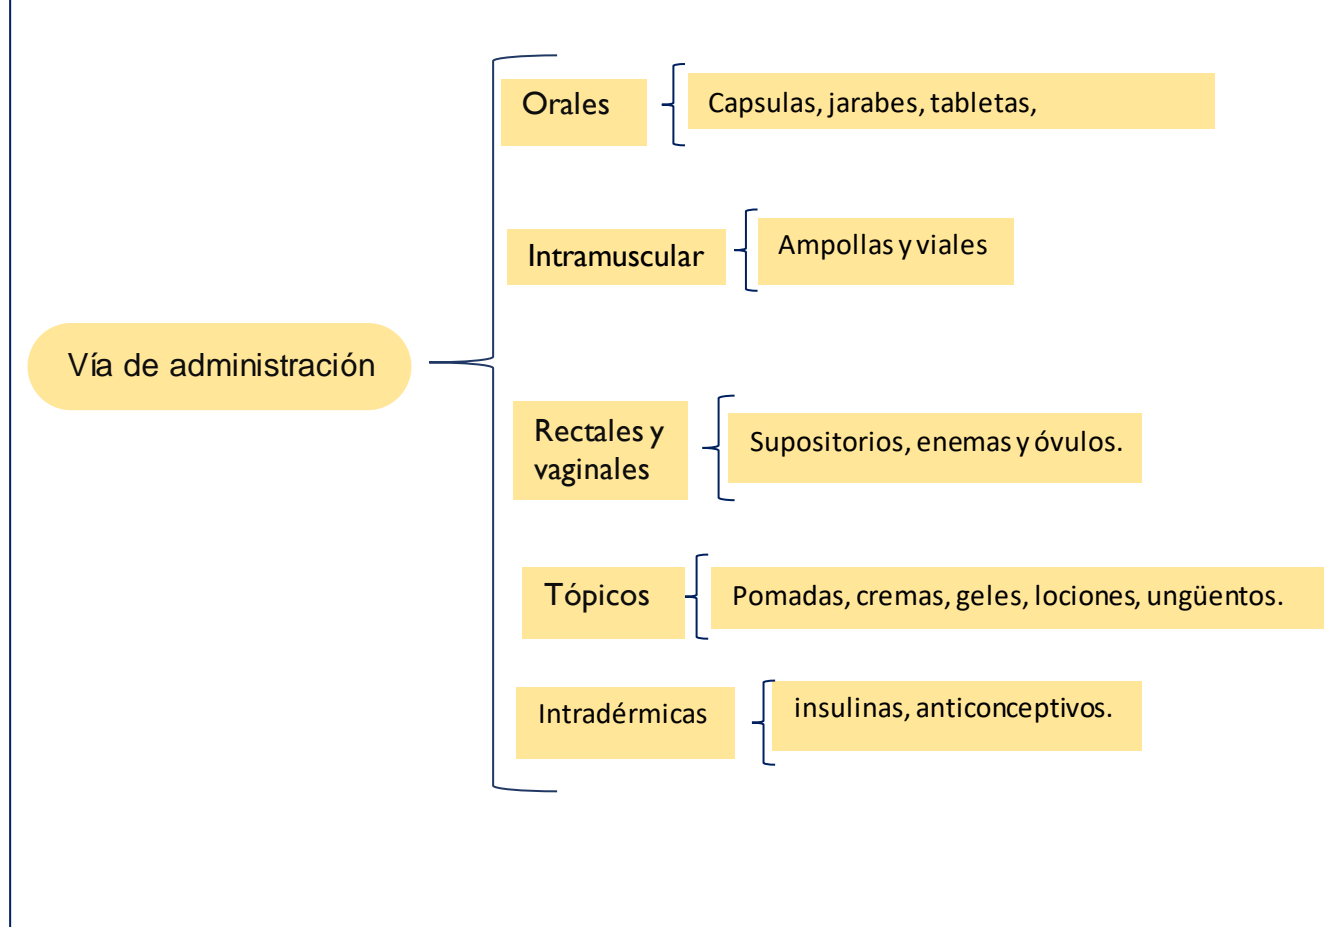 Orales
Capsulas, jarabes, tabletas,
Intramuscular
Ampollas y viales
Vía de administración
Rectales y
vaginales
Supositorios, enemas y óvulos.
Tópicos
Pomadas, cremas, geles, lociones, ungüentos.
Intradérmicas
insulinas, anticonceptivos.